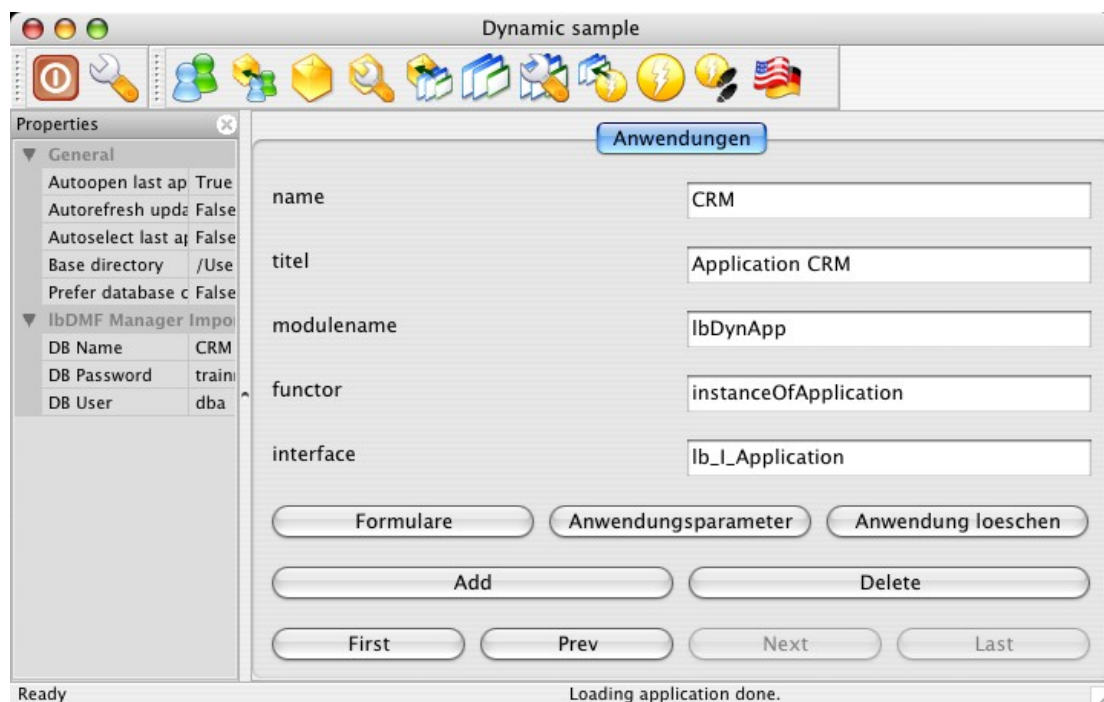 Dynamic sample
Properties
General
Autoopen last ap True
Autorefresh upda False
Autoselect last ap False
Base directory /Use
Prefer database c False
lbDMF Manager Impo
DB Name CRM
DB Password traini
DB User dba
Anwendungen
name CRM
titel Application CRM
modulename lbDynApp
functor instanceOfApplication
interface lb_I_Application
Formulare Anwendungsparameter Anwendung loeschen
Add Delete
First Prev Next Last
Ready Loading application done.